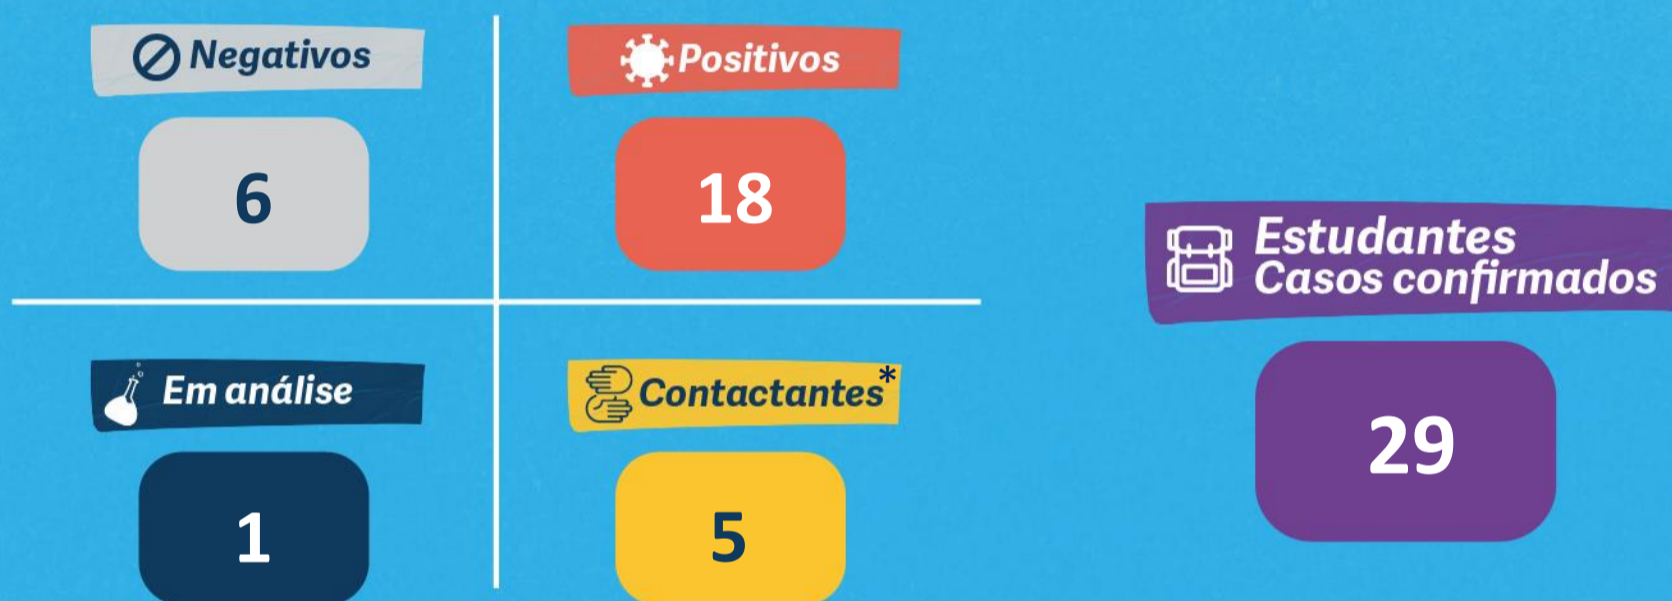 Negativos
6
Positivos
18
Em análise
1
Contactantes*
5
Estudantes
Casos confirmados
29